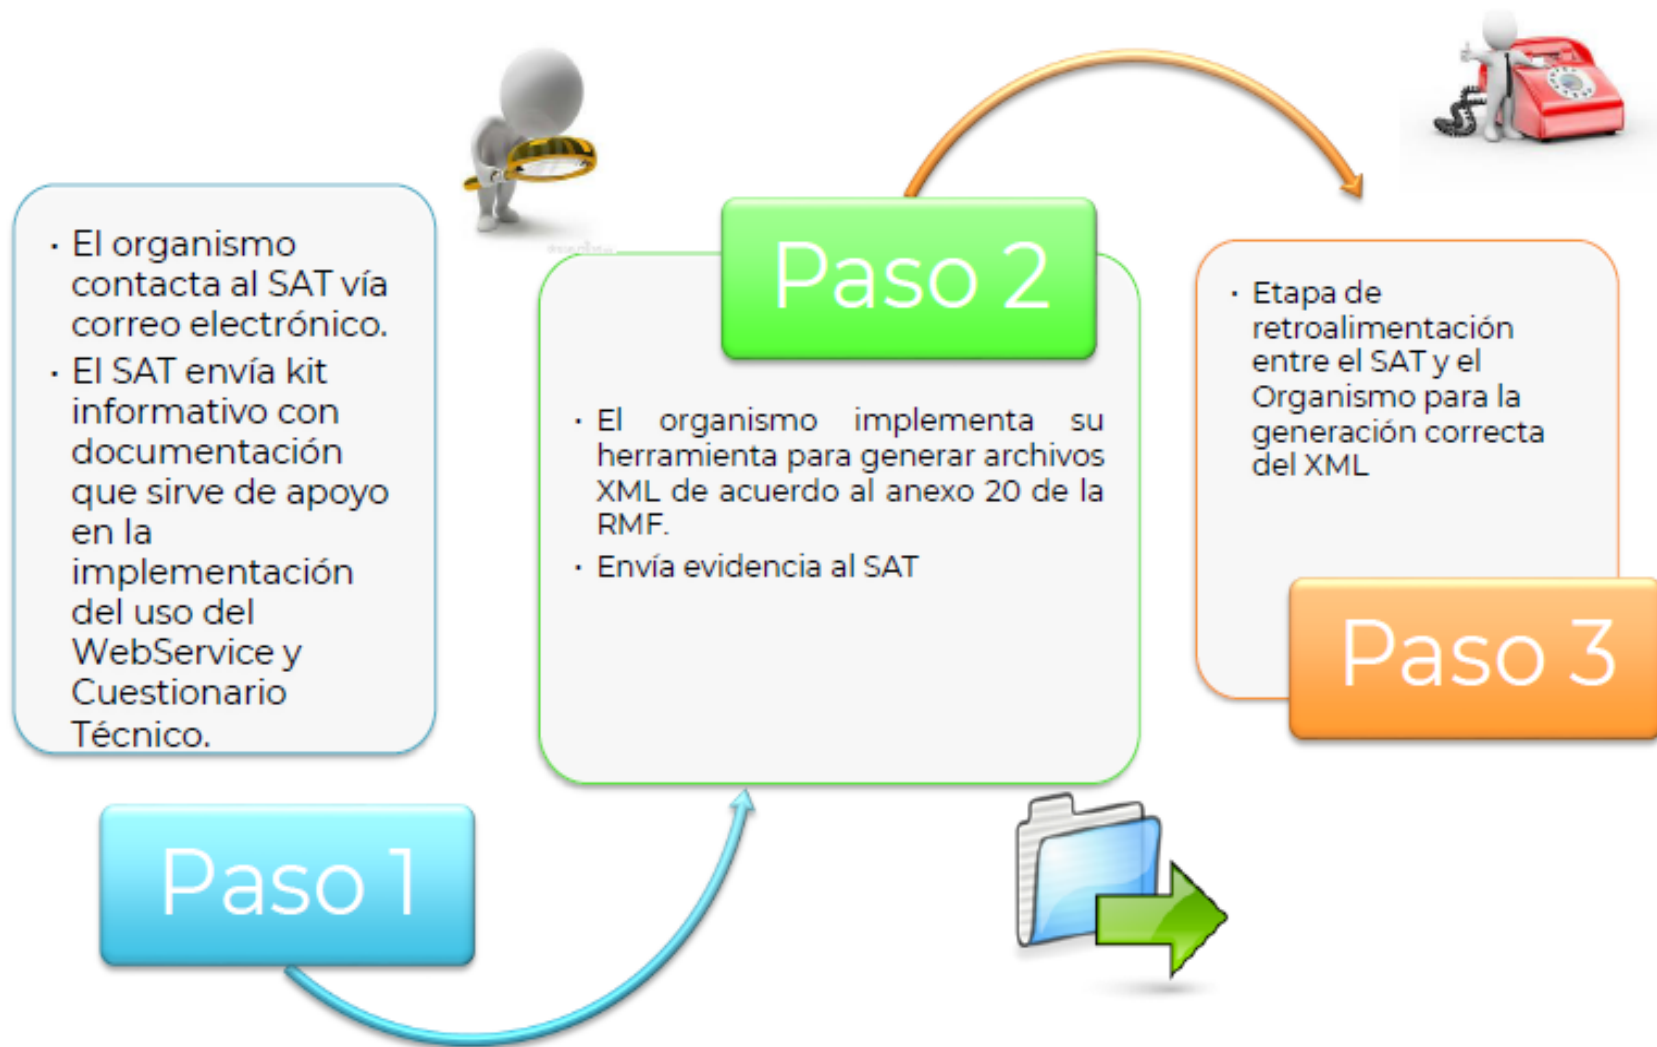 · El organismo
contacta al SAT vía
correo electrónico.
· El SAT envía kit
informativo con
documentación
que sirve de apoyo
en la
implementación
del uso del
WebService y
Cuestionario
Técnico.
Paso 1
Paso 2
· El organismo implementa su
herramienta para generar archivos
XML de acuerdo al anexo 20 de la
RMF.
· Envía evidencia al SAT
· Etapa de
retroalimentación
entre el SAT y el
Organismo para la
generación correcta
del XML
Paso 3